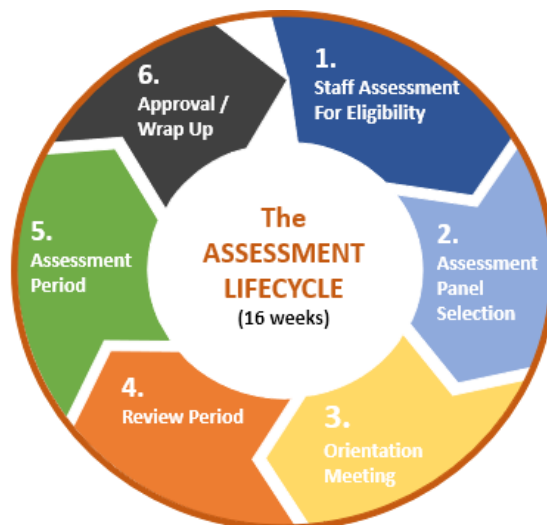 The
ASSESSMENT
LIFECYCLE
(16 weeks)
1.
Staff Assessment
For Eligibility
2.
Assessment
Panel
Selection
3.
Orientation
Meeting
4.
Review Period
5.
Assessment
Period
6.
Approval /
Wrap Up